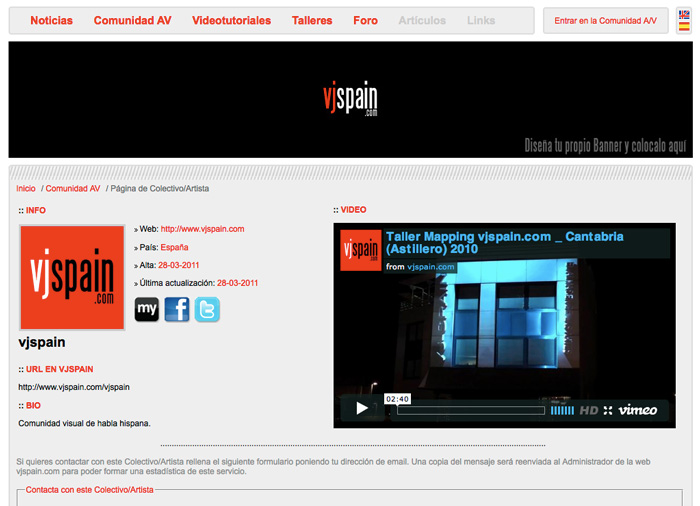 Noticias Comunidad AV Videotutoriales Talleres Foro Artículos Links Entrar en la Comunidad A/V
vjspain
.com
Diseña tu propio Banner y colocalo aquí
Inicio / Comunidad AV / Página de Colectivo/Artista
:: INFO
vjspain
.com
» Web: http://www.vjspain.com
» País: España
» Alta: 28-03-2011
» Última actualización: 28-03-2011
my f t
vjspain
:: URL EN VJSPAIN
http://www.vjspain.com/vjspain
:: BIO
Comunidad visual de habla hispana.
:: VIDEO
vjspain
.com
Taller Mapping vjspain.com _ Cantabria
(Astillero) 2010
from vjspain.com
02:40
HD vimeo
Si quieres contactar con este Colectivo/Artista rellena el siguiente formulario poniendo tu dirección de email. Una copia del mensaje será reenviada al Administrador de la web
vjspain.com para poder formar una estadística de este servicio.
Contacta con este Colectivo/Artista